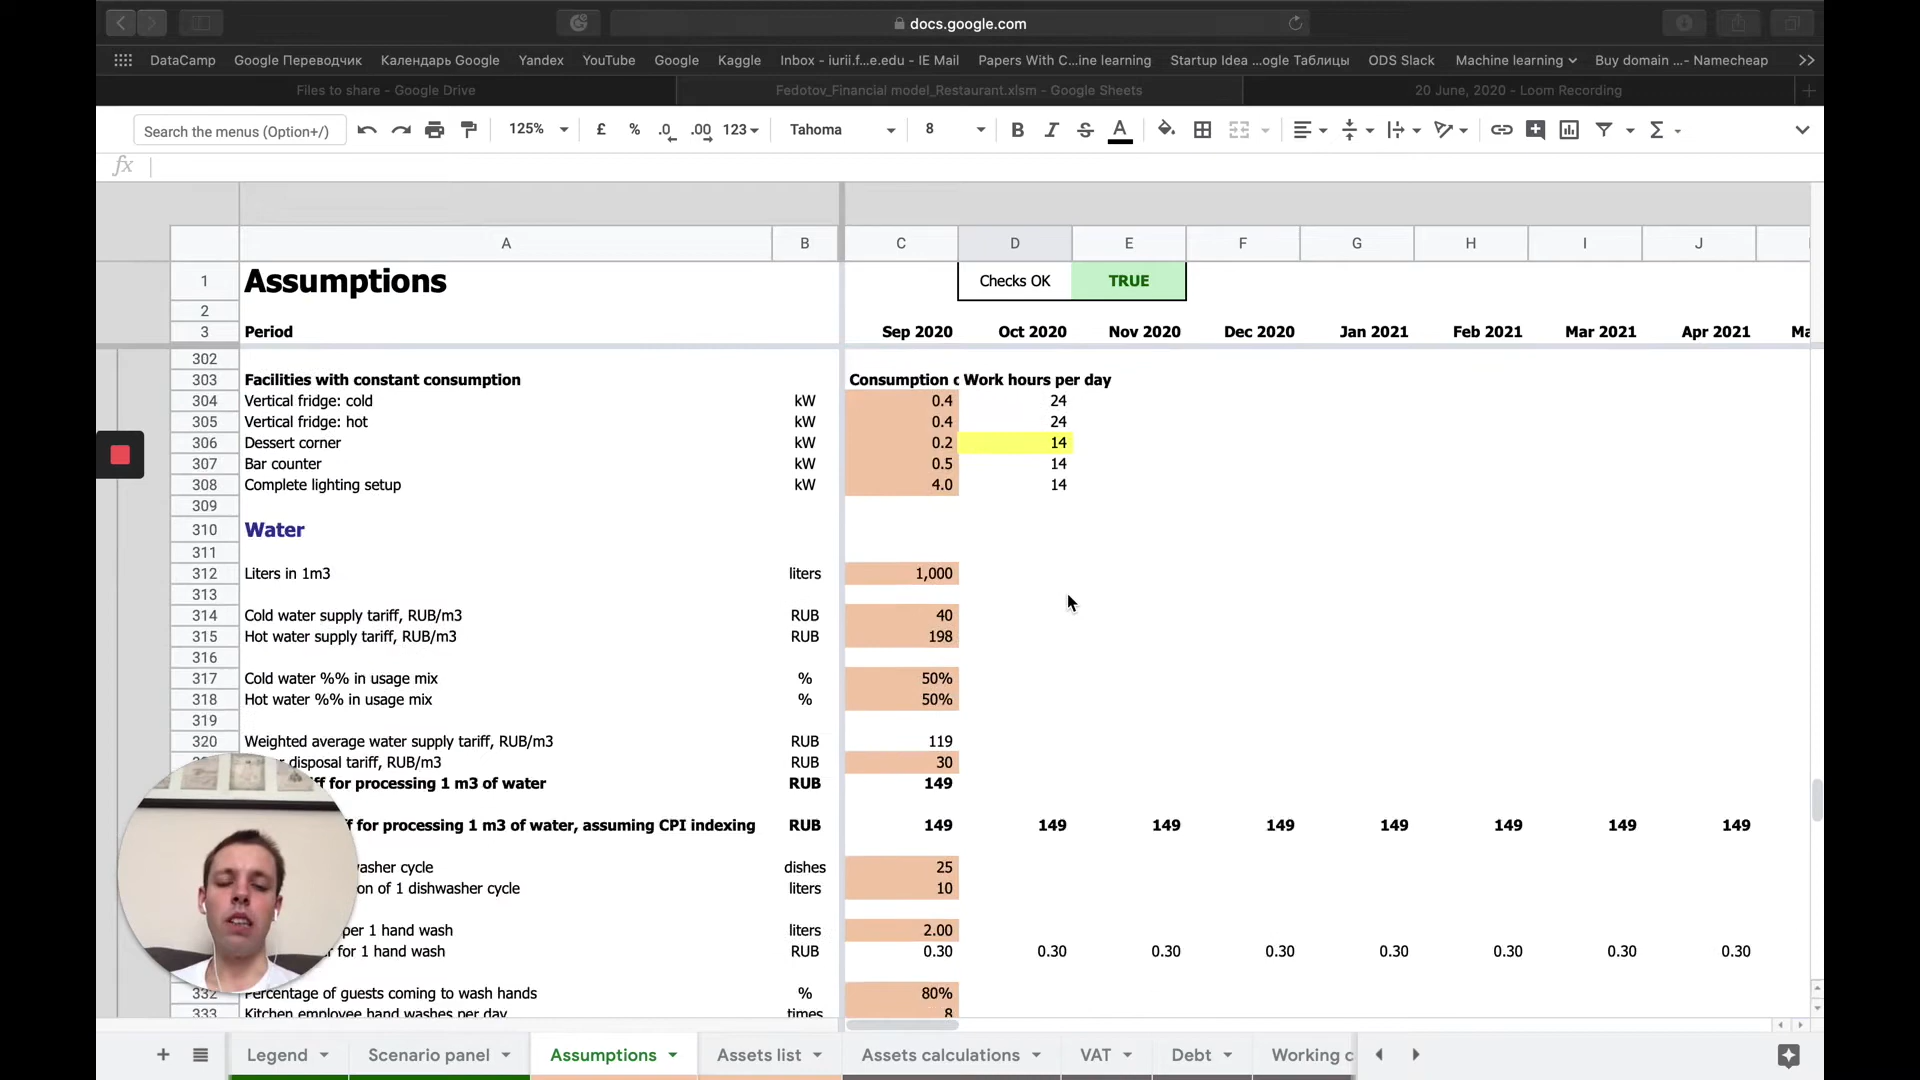 docs.google.com
DataCamp Google Переводчик Календарь Google Yandex YouTube Google Kaggle Inbox - iurii.f...e.edu - IE Mail Papers With C...ine learning Startup Idea ...ogle Таблицы ODS Slack Machine learning Buy domain ...- Namecheap
Files to share - Google Drive Fedotov_Financial model_Restaurant.xlsm - Google Sheets 20 June, 2020 - Loom Recording
Search the menus (Option+/) 125% £ % .0 .00 123 Tahoma 8 B I S A
fx
A B C D E F G H I J
1 Assumptions Checks OK TRUE
2
3 Period Sep 2020 Oct 2020 Nov 2020 Dec 2020 Jan 2021 Feb 2021 Mar 2021 Apr 2021 Ma
302
303 Facilities with constant consumption Consumption c Work hours per day
304 Vertical fridge: cold kW 0.4 24
305 Vertical fridge: hot kW 0.4 24
306 Dessert corner kW 0.2 14
307 Bar counter kW 0.5 14
308 Complete lighting setup kW 4.0 14
309
310 Water
311
312 Liters in 1m3 liters 1,000
313
314 Cold water supply tariff, RUB/m3 RUB 40
315 Hot water supply tariff, RUB/m3 RUB 198
316
317 Cold water %% in usage mix % 50%
318 Hot water %% in usage mix % 50%
319
320 Weighted average water supply tariff, RUB/m3 RUB 119
disposal tariff, RUB/m3 RUB 30
ff for processing 1 m3 of water RUB 149
ff for processing 1 m3 of water, assuming CPI indexing RUB 149 149 149 149 149 149 149 149
asher cycle dishes 25
on of 1 dishwasher cycle liters 10
per 1 hand wash liters 2.00
for 1 hand wash RUB 0.30 0.30 0.30 0.30 0.30 0.30 0.30 0.30
332 Percentage of guests coming to wash hands % 80%
333 Kitchen employee hand washes per day times 8
Legend Scenario panel Assumptions Assets list Assets calculations VAT Debt Working c